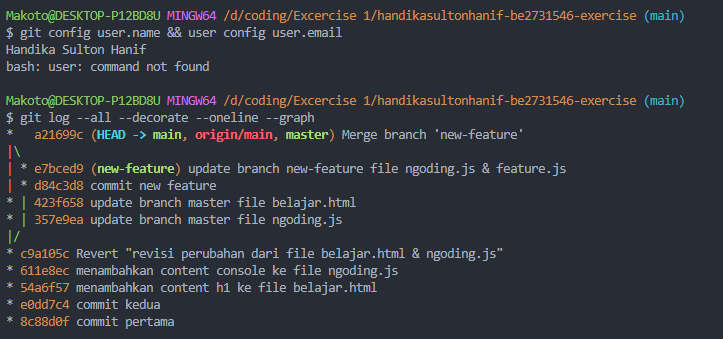 Makoto@DESKTOP-P12BD8U MINGW64 /d/coding/Excercise 1/handikasultonhanif-be2731546-exercise (main)
$ git config user.name && user config user.email
Handika Sulton Hanif
bash: user: command not found
Makoto@DESKTOP-P12BD8U MINGW64 /d/coding/Excercise 1/handikasultonhanif-be2731546-exercise (main)
$ git log --all --decorate --oneline --graph
*   a21699c (HEAD -> main, origin/main, master) Merge branch 'new-feature'
|\
| * e7bced9 (new-feature) update branch new-feature file ngoding.js & feature.js
| * d84c3d8 commit new feature
* | 423f658 update branch master file belajar.html
* | 357e9ea update branch master file ngoding.js
|/
* c9a105c Revert "revisi perubahan dari file belajar.html & ngoding.js"
* 611e8ec menambahkan content console ke file ngoding.js
* 54a6f57 menambahkan content h1 ke file belajar.html
* e0dd7c4 commit kedua
* 8c88d0f commit pertama